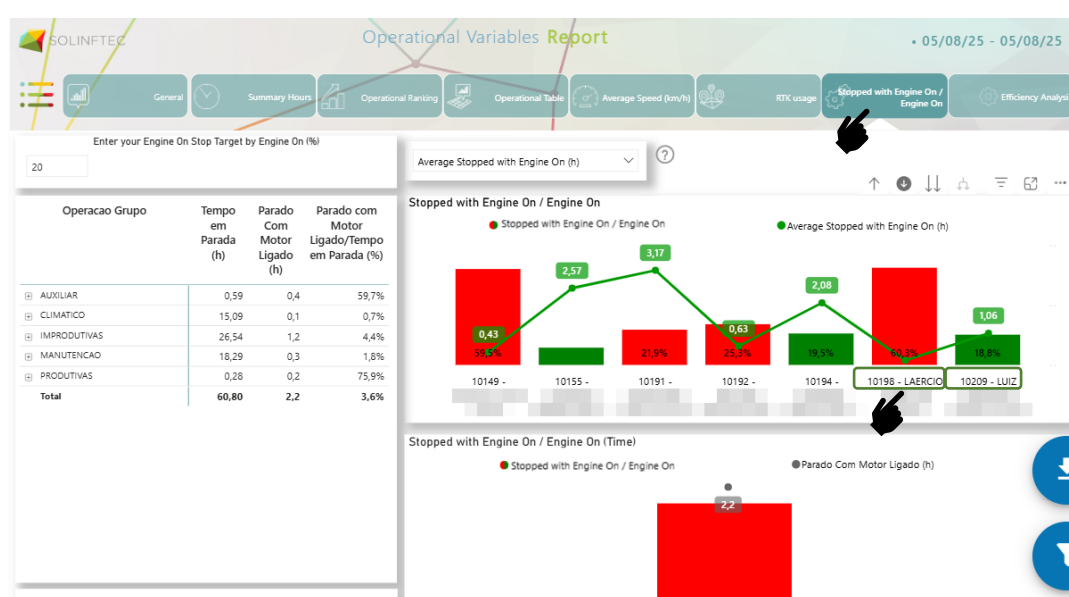 SOLINFTEC
Operational Variables Report
• 05/08/25 - 05/08/25
General
Summary Hours
Operational Ranking
Operational Table
Average Speed (km/h)
RTK usage
Stopped with Engine On /
Engine On
Efficiency Analysi
Enter your Engine On Stop Target by Engine On (%)
20
Average Stopped with Engine On (h)
?
Operacao Grupo
Tempo
em
Parada
(h)
Parado
Com
Motor
Ligado
(h)
Parado com
Motor
Ligado/Tempo
em Parada (%)
AUXILIAR 0,59 0,4 59,7%
CLIMATICO 15,09 0,1 0,7%
IMPRODUTIVAS 26,54 1,2 4,4%
MANUTENCAO 18,29 0,3 1,8%
PRODUTIVAS 0,28 0,2 75,9%
Total 60,80 2,2 3,6%
Stopped with Engine On / Engine On
Stopped with Engine On / Engine On
Average Stopped with Engine On (h)
3,17
2,57
2,08
1,06
0,43
0,63
59,5%
21,9%
25,3%
19,5%
60,3%
18,8%
10149 -
10155 -
10191 -
10192 -
10194 -
10198 - LAERCIO
10209 - LUIZ
Stopped with Engine On / Engine On (Time)
Stopped with Engine On / Engine On
Parado Com Motor Ligado (h)
2,2